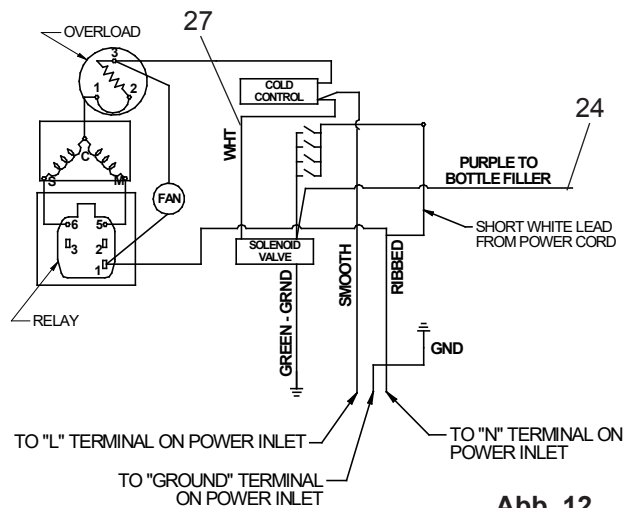 27
OVERLOAD
3
1
2
COLD
CONTROL
24
WHT
C
S
M
PURPLE TO
BOTTLE FILLER
FAN
6
5
3
2
1
SOLENOID
VALVE
SHORT WHITE LEAD
FROM POWER CORD
SMOOTH
RIBBED
GREEN - GRND
RELAY
GND
TO "L" TERMINAL ON POWER INLET
TO "N" TERMINAL ON
POWER INLET
TO "GROUND" TERMINAL
ON POWER INLET
Abb. 12